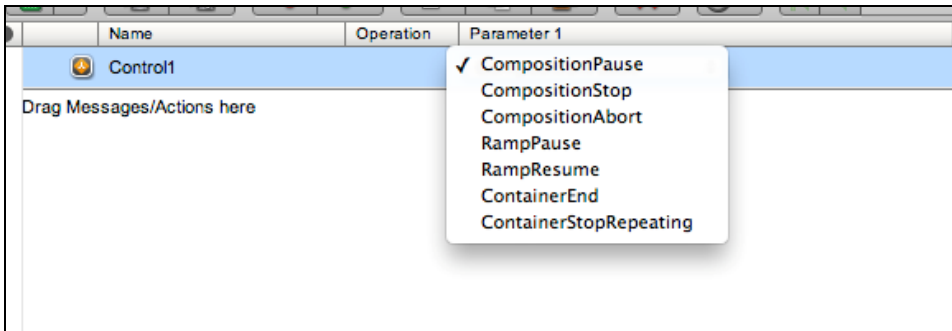 Name Operation Parameter 1
Control1
✓ CompositionPause
CompositionStop
Drag Messages/Actions here
CompositionAbort
RampPause
RampResume
ContainerEnd
ContainerStopRepeating